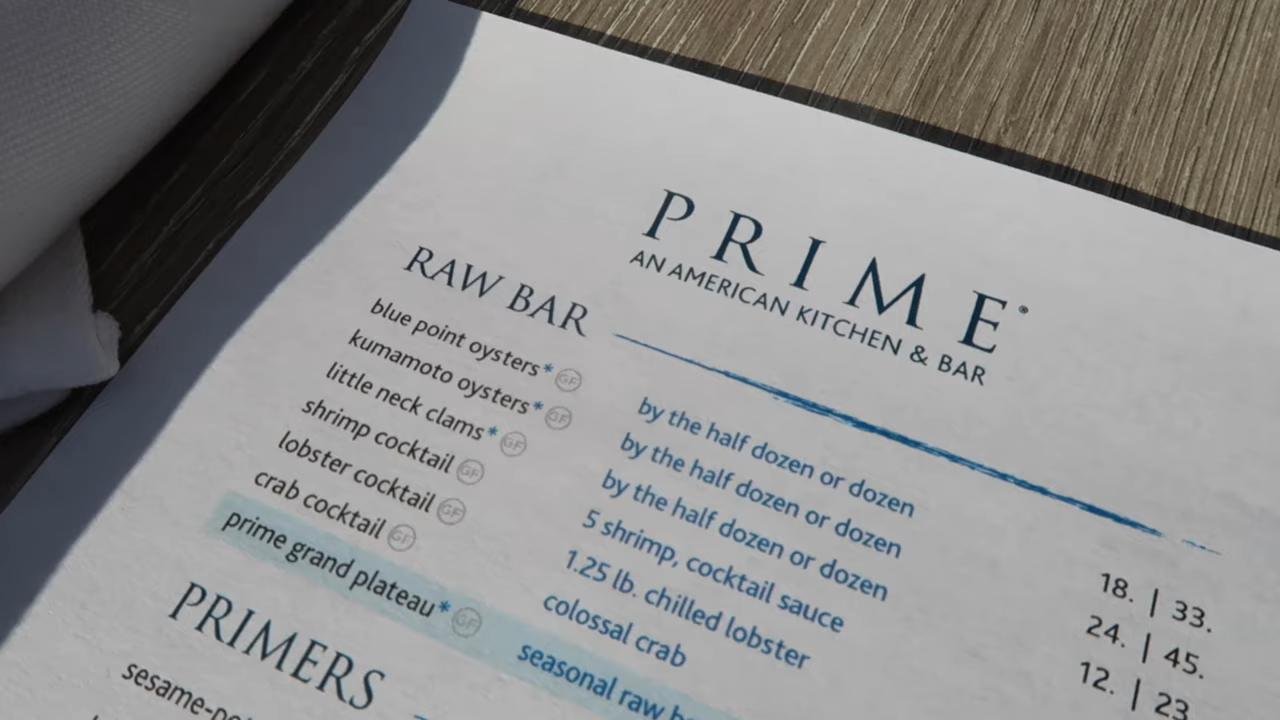 PRIME®
AN AMERICAN KITCHEN & BAR
RAW BAR
blue point oysters* GF by the half dozen or dozen 18. | 33.
kumamoto oysters* GF by the half dozen or dozen 24. | 45.
little neck clams* GF by the half dozen or dozen 12. | 23
shrimp cocktail GF 5 shrimp, cocktail sauce
lobster cocktail GF 1.25 lb. chilled lobster
crab cocktail GF colossal crab
prime grand plateau* GF seasonal raw
PRIMERS